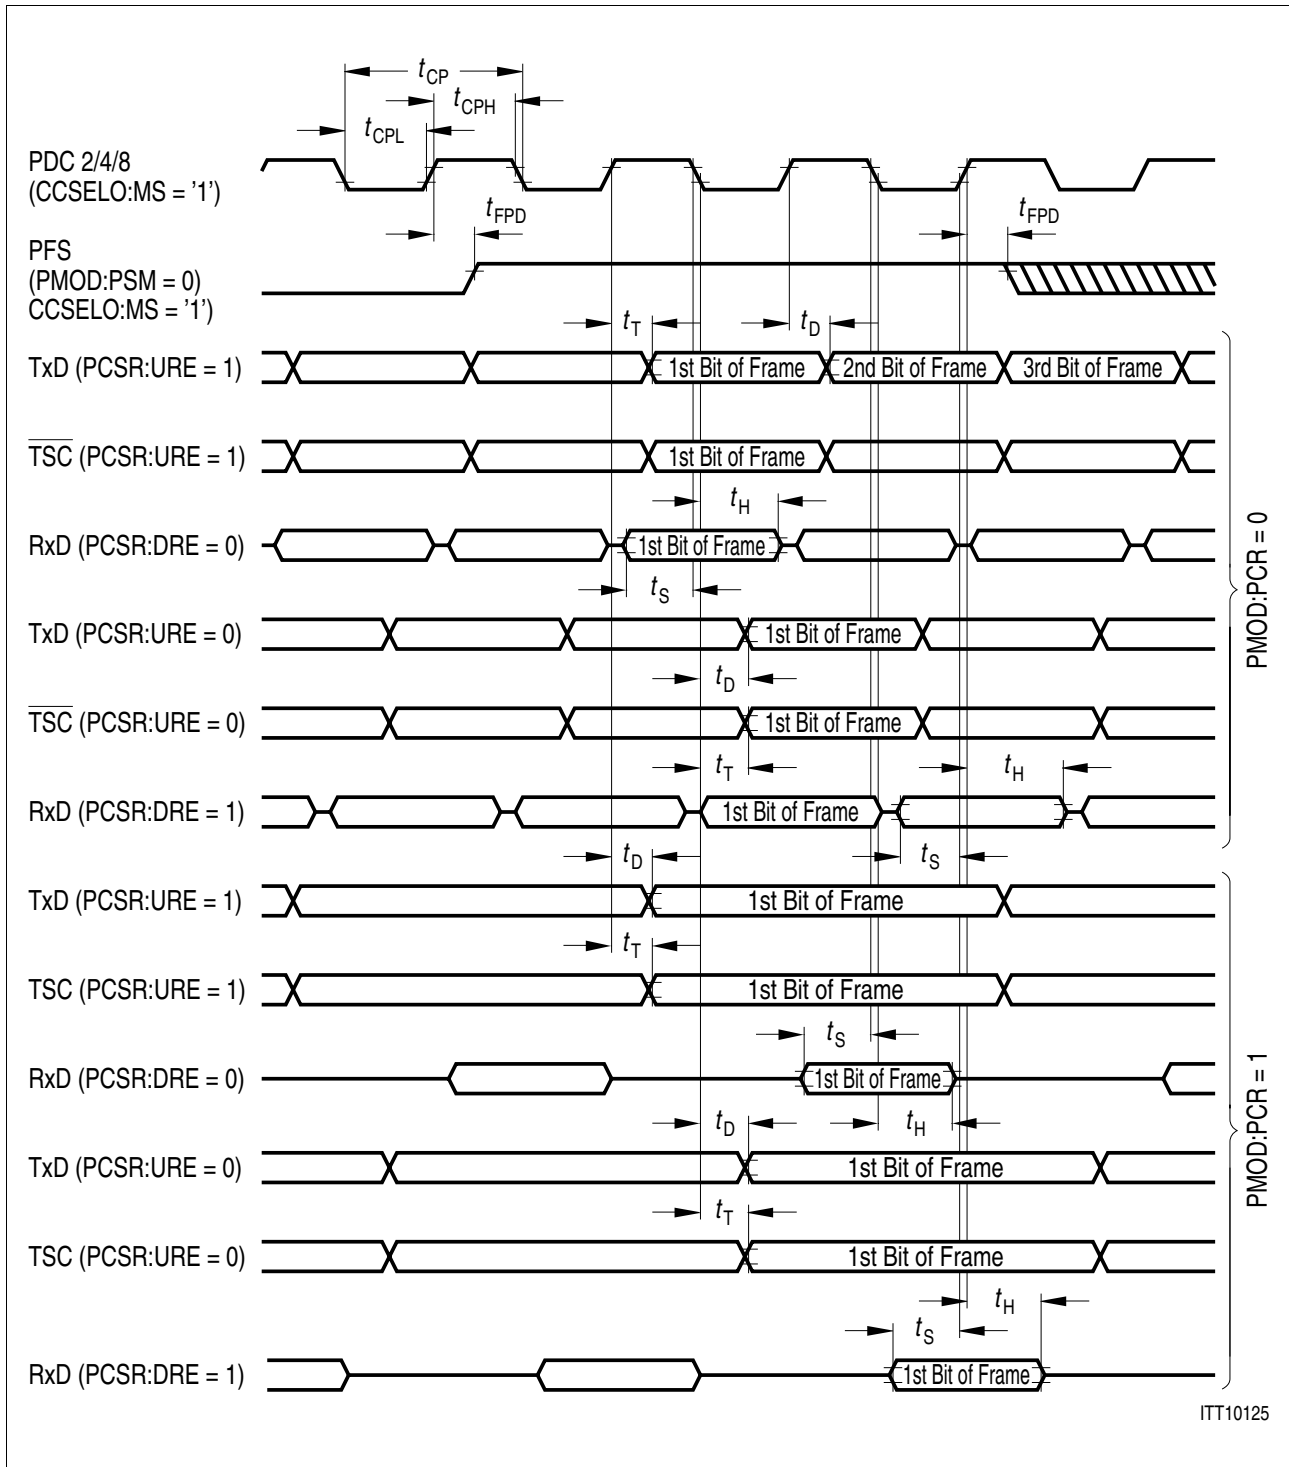 tCP
tCPH
tCPL
PDC 2/4/8
(CCSELO:MS = '1')
tFPD
tFPD
PFS
(PMOD:PSM = 0)
CCSELO:MS = '1')
tT
tD
TxD (PCSR:URE = 1)
1st Bit of Frame
2nd Bit of Frame
3rd Bit of Frame
TSC (PCSR:URE = 1)
1st Bit of Frame
tH
RxD (PCSR:DRE = 0)
1st Bit of Frame
tS
TxD (PCSR:URE = 0)
1st Bit of Frame
tD
TSC (PCSR:URE = 0)
1st Bit of Frame
tT
tH
RxD (PCSR:DRE = 1)
1st Bit of Frame
tD
tS
PMOD:PCR = 0
TxD (PCSR:URE = 1)
1st Bit of Frame
tT
TSC (PCSR:URE = 1)
1st Bit of Frame
tS
RxD (PCSR:DRE = 0)
1st Bit of Frame
tD
tH
TxD (PCSR:URE = 0)
1st Bit of Frame
tT
TSC (PCSR:URE = 0)
1st Bit of Frame
tH
tS
RxD (PCSR:DRE = 1)
1st Bit of Frame
PMOD:PCR = 1
ITT10125